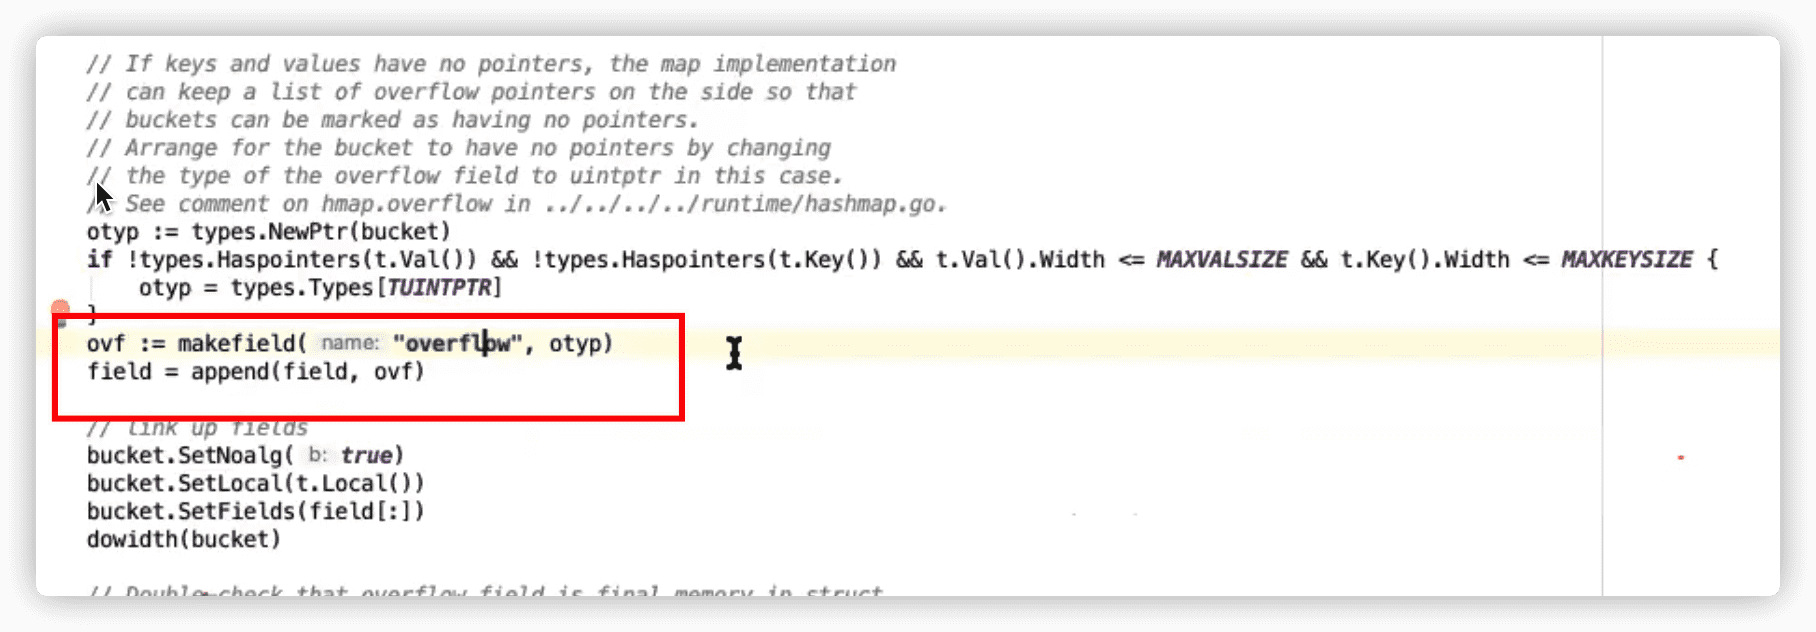 // If keys and values have no pointers, the map implementation
// can keep a list of overflow pointers on the side so that
// buckets can be marked as having no pointers.
// Arrange for the bucket to have no pointers by changing
// the type of the overflow field to uintptr in this case.
// See comment on hmap.overflow in ../../../../runtime/hashmap.go.
otyp := types.NewPtr(bucket)
if !types.Haspointers(t.Val()) && !types.Haspointers(t.Key()) && t.Val().Width <= MAXVALSIZE && t.Key().Width <= MAXKEYSIZE {
    otyp = types.Types[TUINTPTR]
}
ovf := makefield( name: "overflow", otyp)
field = append(field, ovf)
// link up fields
bucket.SetNoalg( b: true)
bucket.SetLocal(t.Local())
bucket.SetFields(field[:])
dowidth(bucket)
// Double-check that overflow field is final memory in struct